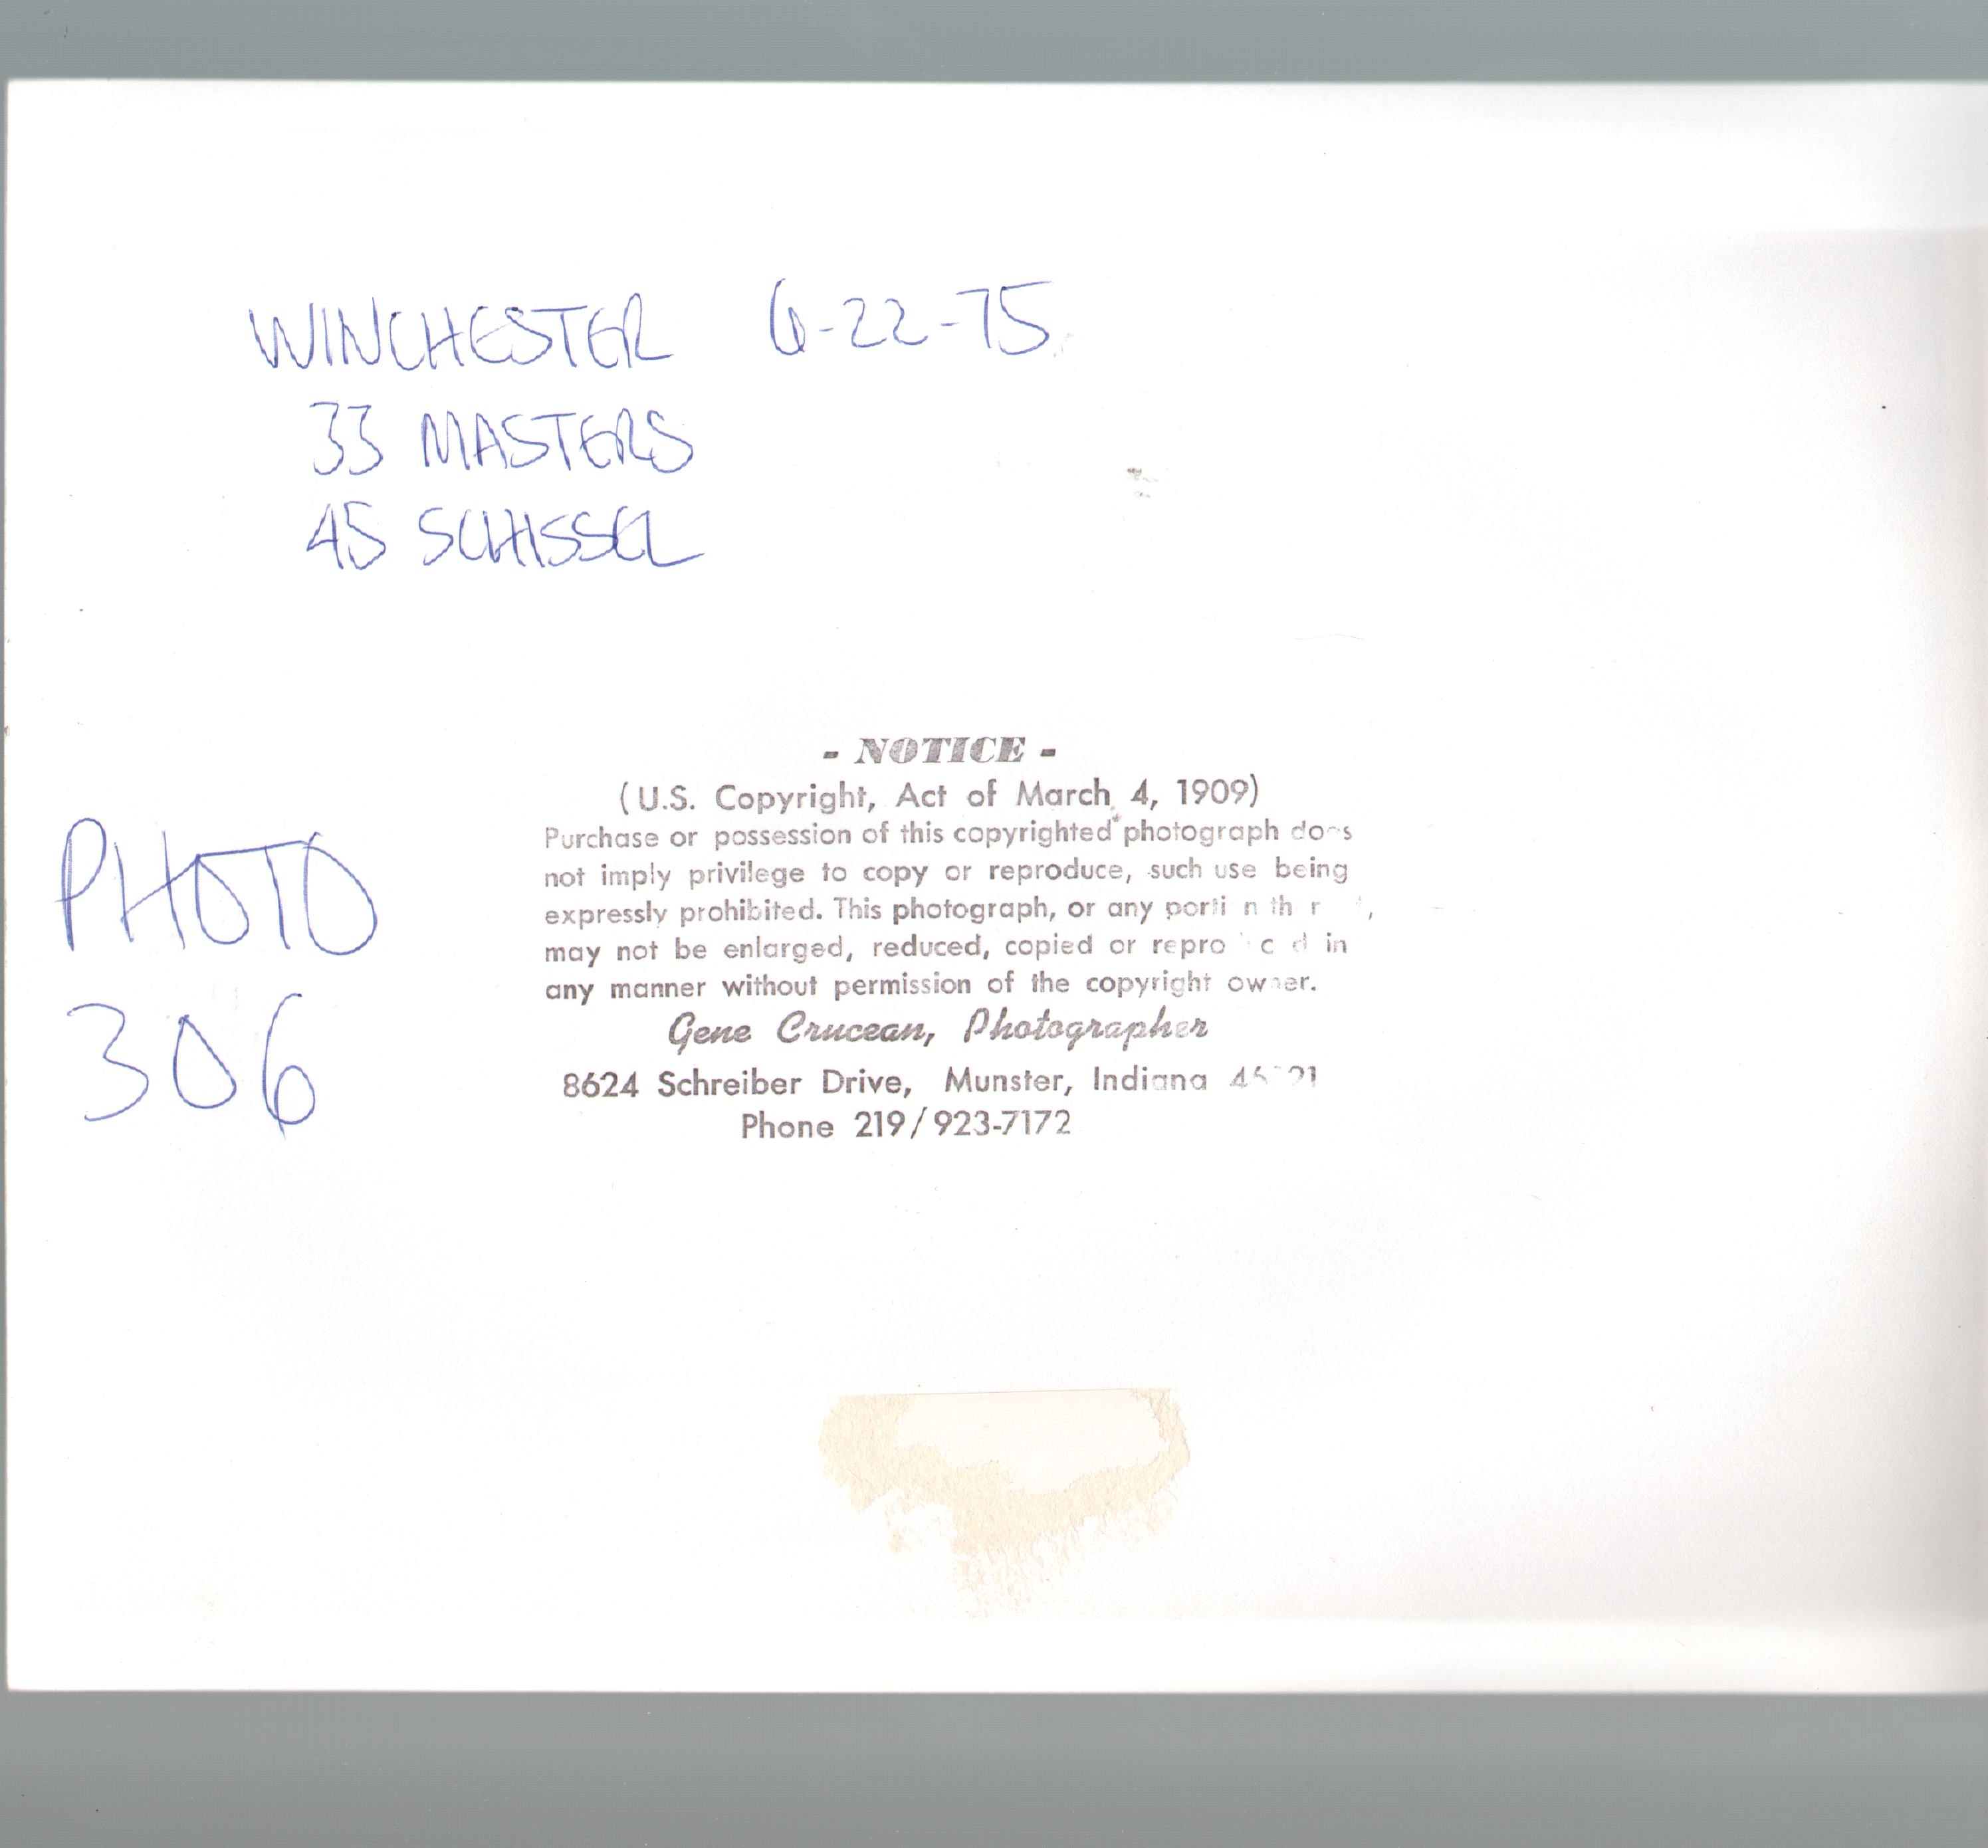 WINCHESTER 6-22-75
33 MASTERS
45 SCHISSEL
PHOTO
306
- NOTICE -
(U.S. Copyright, Act of March 4, 1909)
Purchase or possession of this copyrighted photograph does
not imply privilege to copy or reproduce, such use being
expressly prohibited. This photograph, or any
may not be enlarged, reduced, copied or in
any manner without permission of the copyright owner.
Gene Crucean, Photographer
8624 Schreiber Drive, Munster, Indiana
Phone 219/923-7172